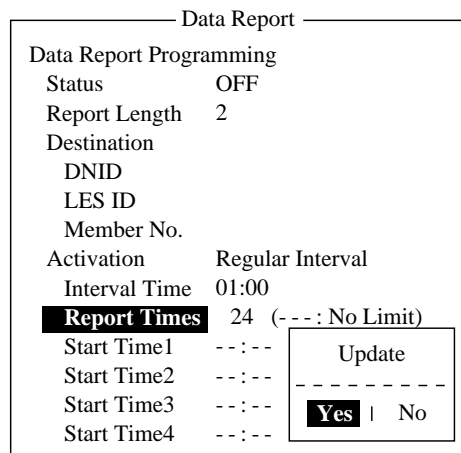 Data Report
Data Report Programming
Status OFF
Report Length 2
Destination
DNID
LES ID
Member No.
Activation Regular Interval
Interval Time 01:00
Report Times 24 (- - - : No Limit)
Start Time1 - - : - -
Start Time2 - - : - -
Start Time3 - - : - -
Start Time4 - - : - -
Update
- - - - - - - - -
Yes | No